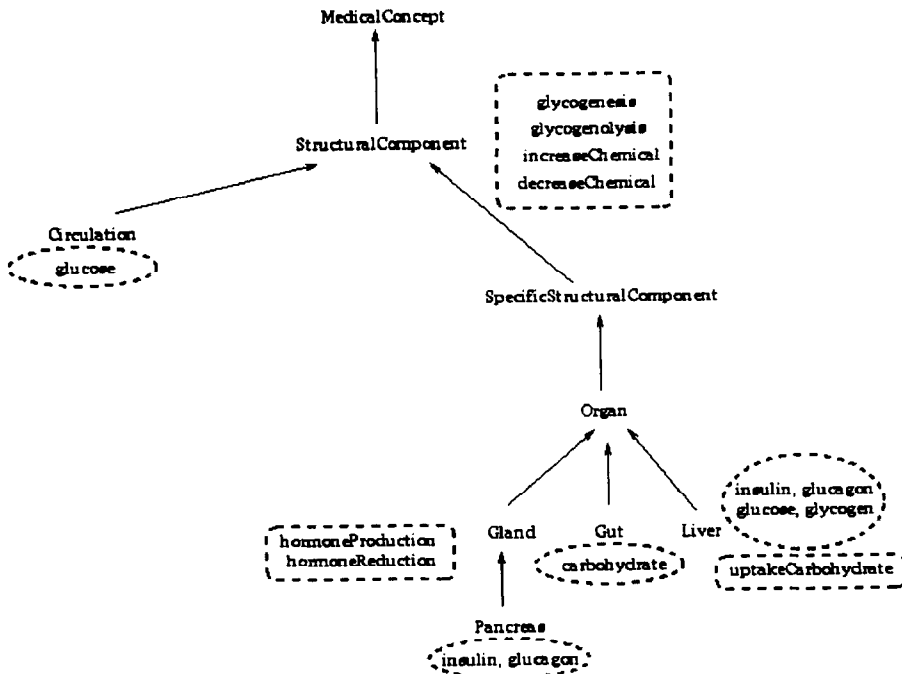 MedicalConcept
glycogenesis
glycogenolysis
StructuralComponent
increaseChemical
decreaseChemical
Circulation
glucose
SpecificStructuralComponent
Organ
insulin, glucagon
glucose, glycogen
hormoneProduction
hormoneReduction
Gland
Gut
Liver
carbohydrate
uptakeCarbohydrate
Pancreas
insulin, glucagon